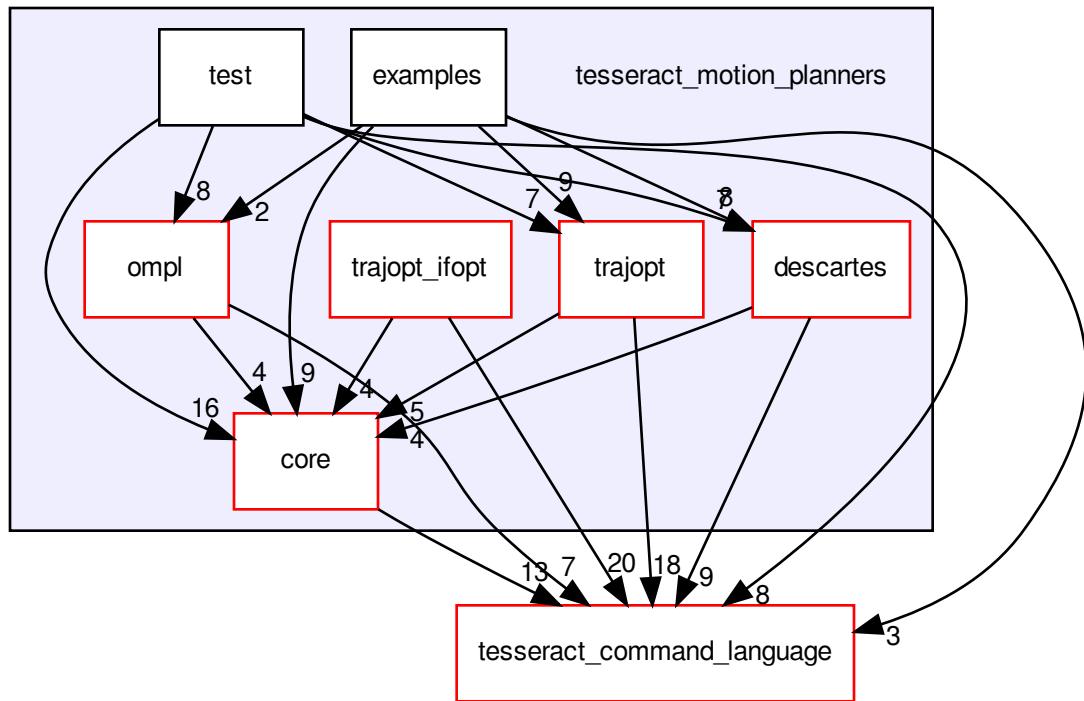 test
examples
tesseract_motion_planners
8
2
7
9
7
8
ompl
trajopt_ifopt
trajopt
descartes
16
4
9
4
5
4
core
13
7
20
18
9
8
3
tesseract_command_language